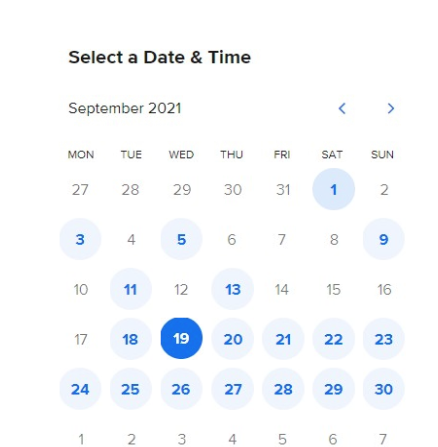 Select a Date & Time
September 2021
MON TUE WED THU FRI SAT SUN
27 28 29 30 31 1 2
3 4 5 6 7 8 9
10 11 12 13 14 15 16
17 18 19 20 21 22 23
24 25 26 27 28 29 30
1 2 3 4 5 6 7